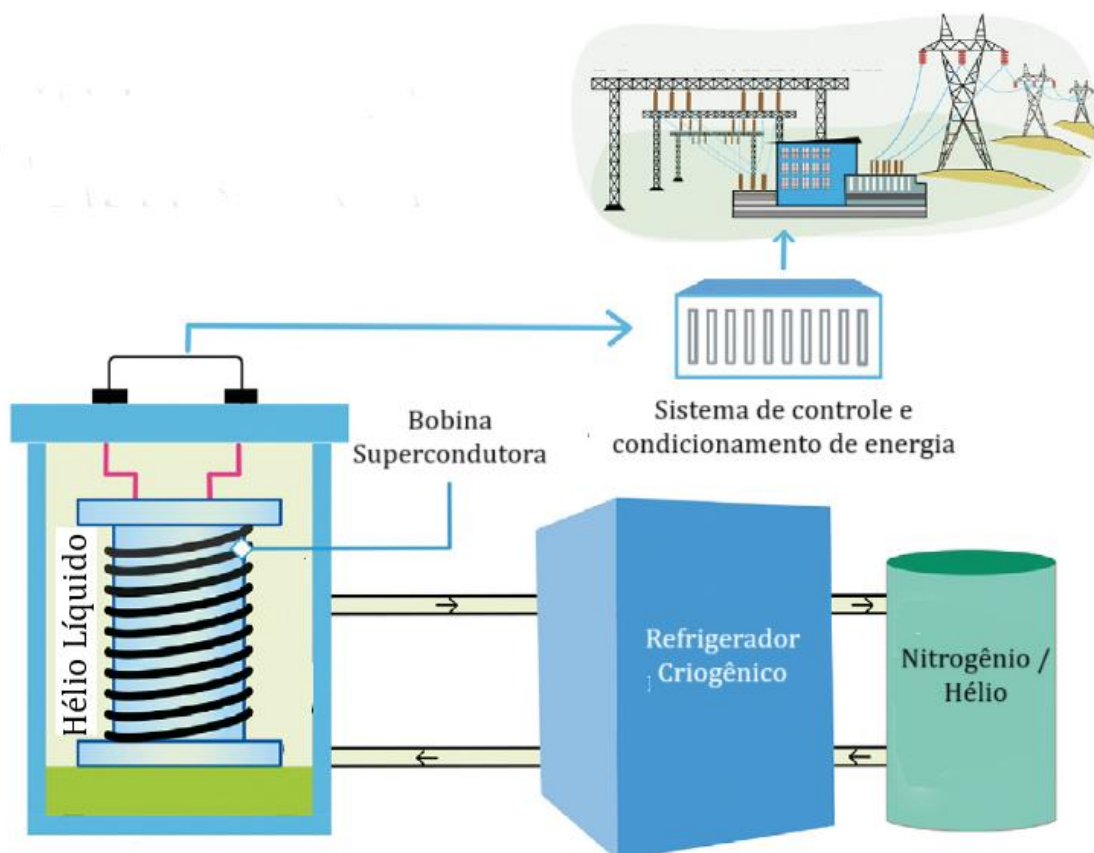 Bobina
Supercondutora
Sistema de controle e
condicionamento de energia
Hélio Líquido
Refrigerador
Criogênico
Nitrogênio /
Hélio